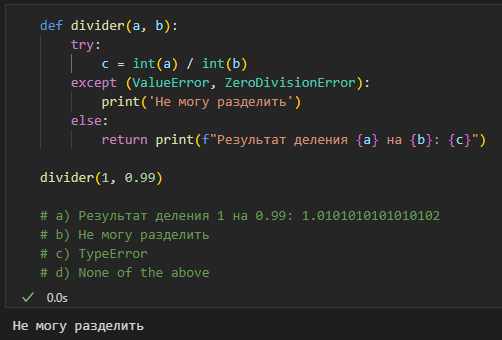 def divider(a, b):
    try:
        c = int(a) / int(b)
    except (ValueError, ZeroDivisionError):
        print('Не могу разделить')
    else:
        return print(f"Результат деления {a} на {b}: {c}")
divider(1, 0.99)
# a) Результат деления 1 на 0.99: 1.0101010101010102
# b) Не могу разделить
# c) TypeError
# d) None of the above
0.0s
Не могу разделить